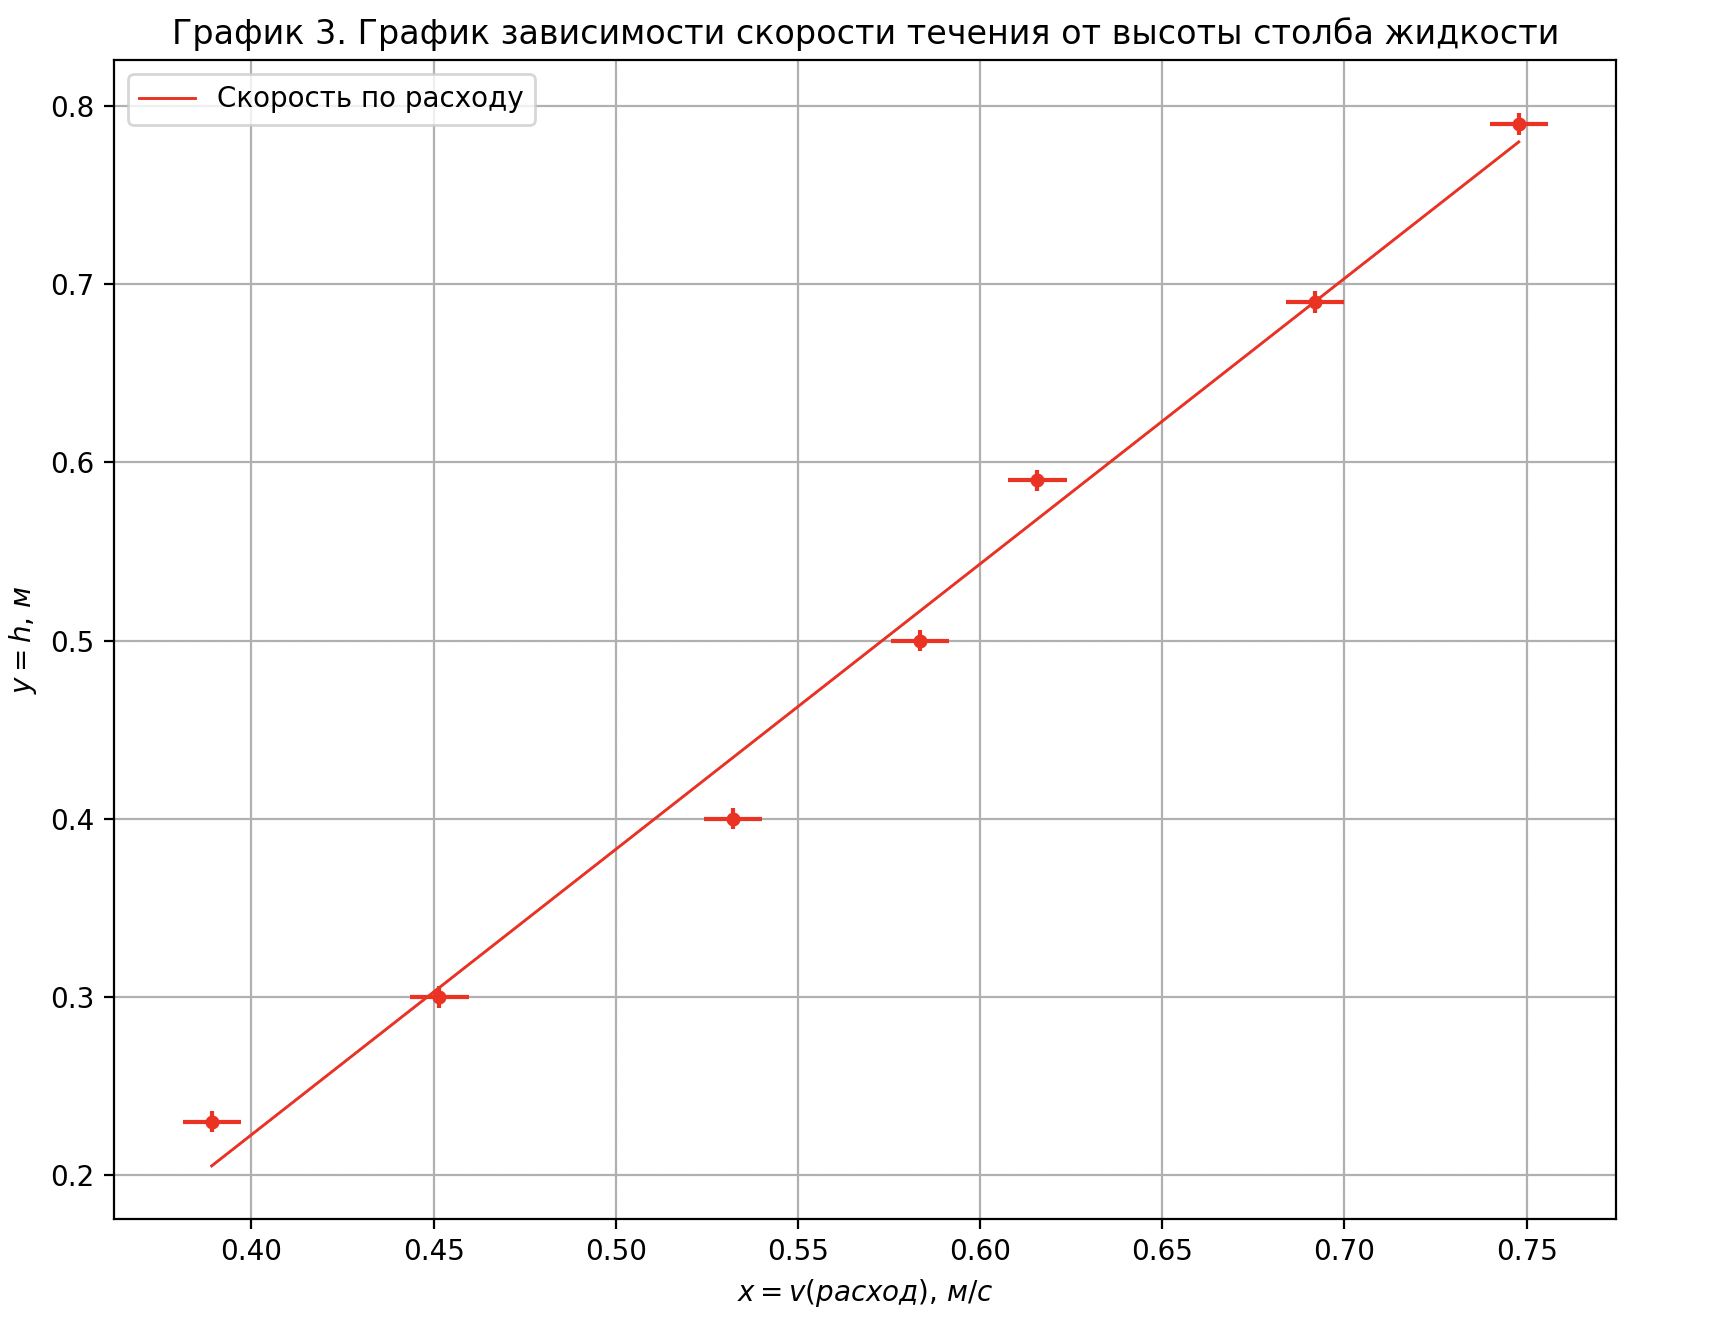 График 3. График зависимости скорости течения от высоты столба жидкости
Скорость по расходу
0.8
0.7
0.6
0.5
0.4
0.3
0.2
y = h, м
0.40 0.45 0.50 0.55 0.60 0.65 0.70 0.75
x = v(расход), м/с